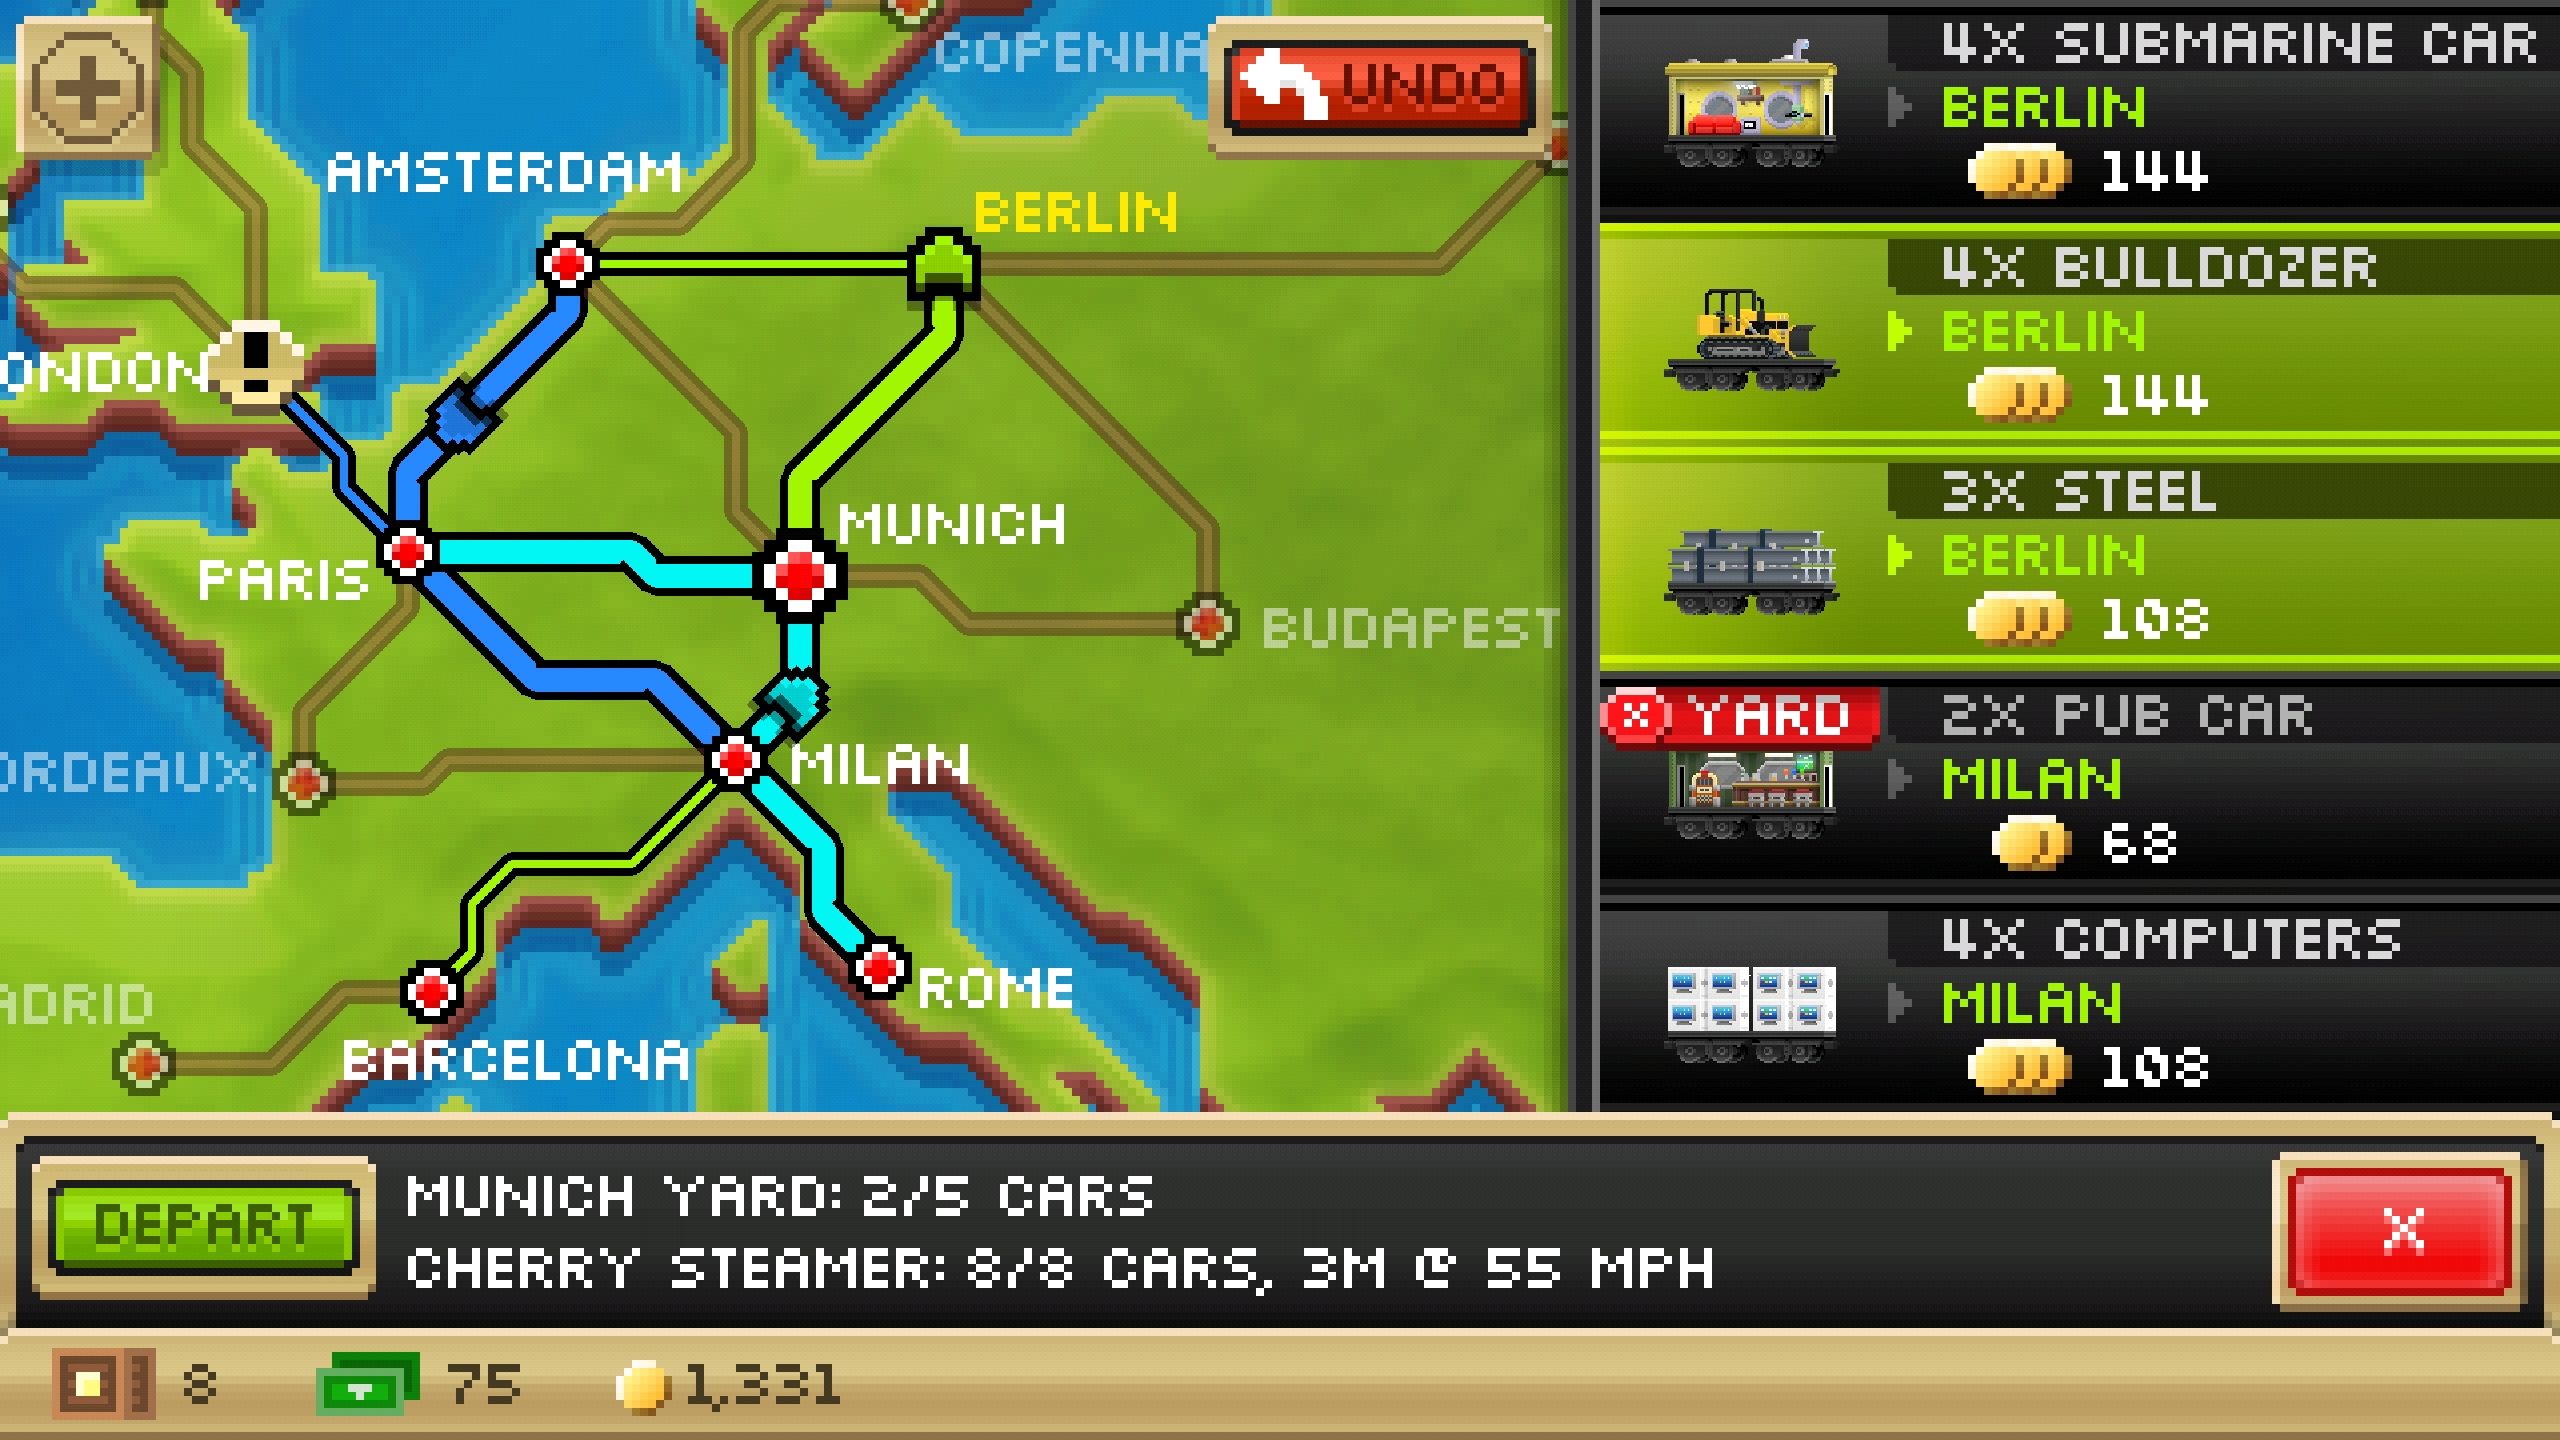 COPENHA
UNDO
AMSTERDAM
BERLIN
ONDON
MUNICH
PARIS
BUDAPEST
ORDEAUX
MILAN
ADRID
ROME
BARCELONA
4X SUBMARINE CAR
BERLIN
144
4X BULLDOZER
BERLIN
144
3X STEEL
BERLIN
108
X YARD
2X PUB CAR
MILAN
68
4X COMPUTERS
MILAN
108
DEPART
MUNICH YARD: 2/5 CARS
CHERRY STEAMER: 8/8 CARS, 3M @ 55 MPH
X
8
75
1,331